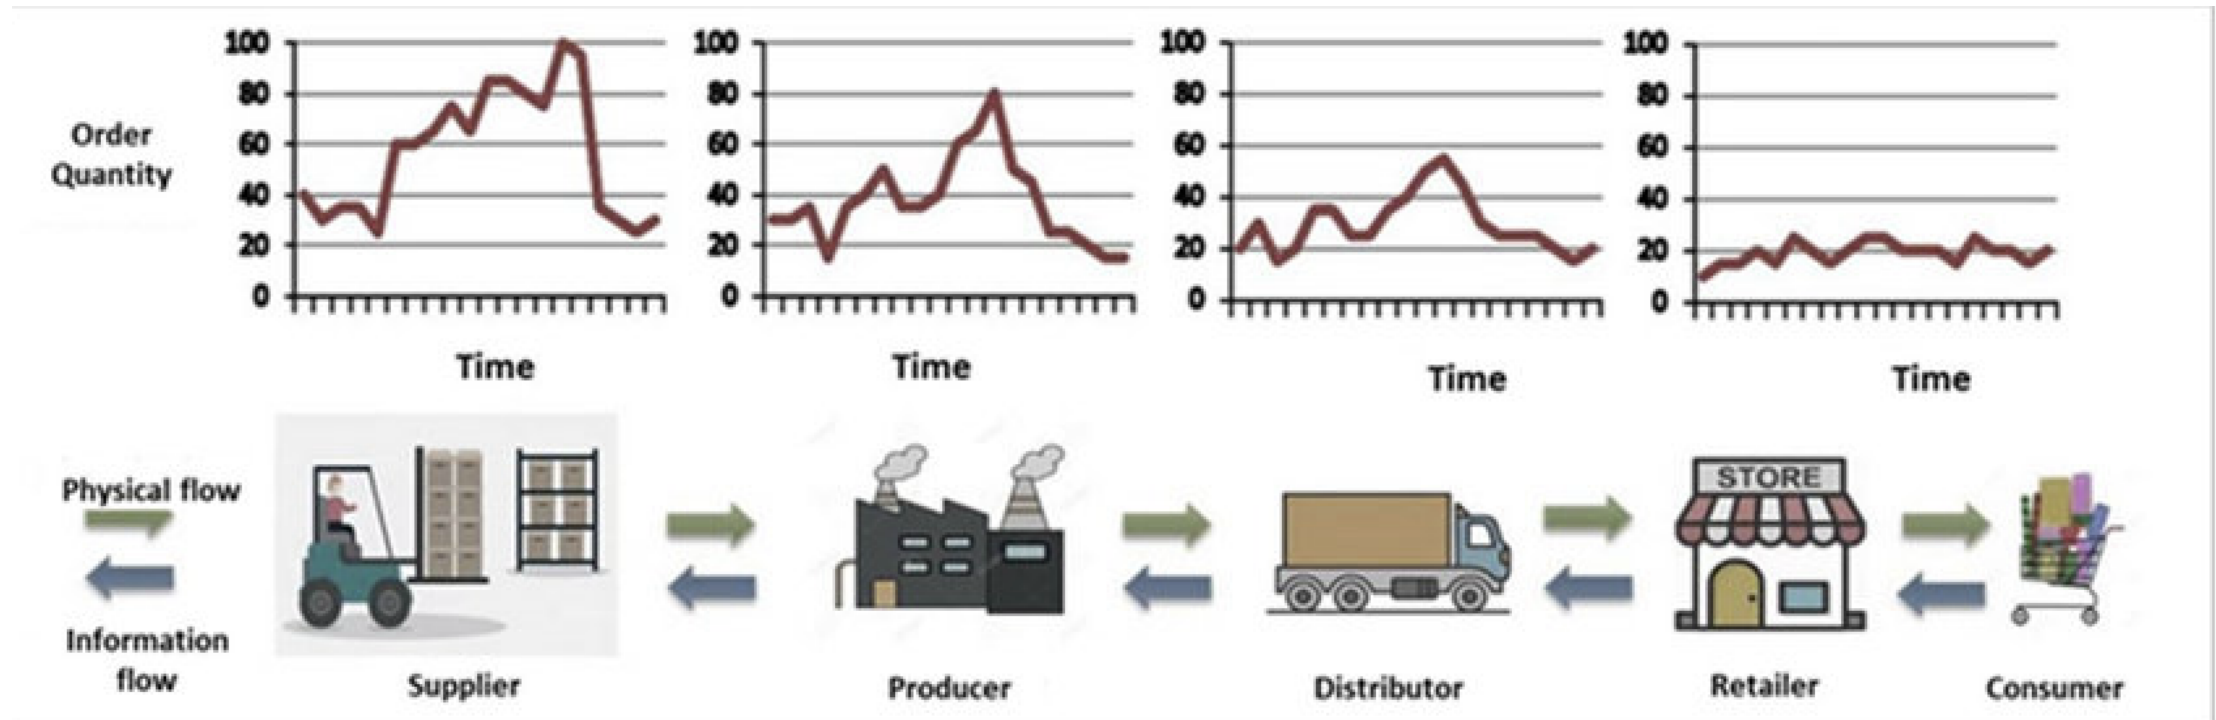 100
80
60
40
20
0
100
80
60
40
20
0
100
80
60
40
20
0
100
80
60
40
20
0
Order
Quantity
Time
Time
Time
Time
Physical flow
Information
flow
STORE
Supplier
Producer
Distributor
Retailer
Consumer